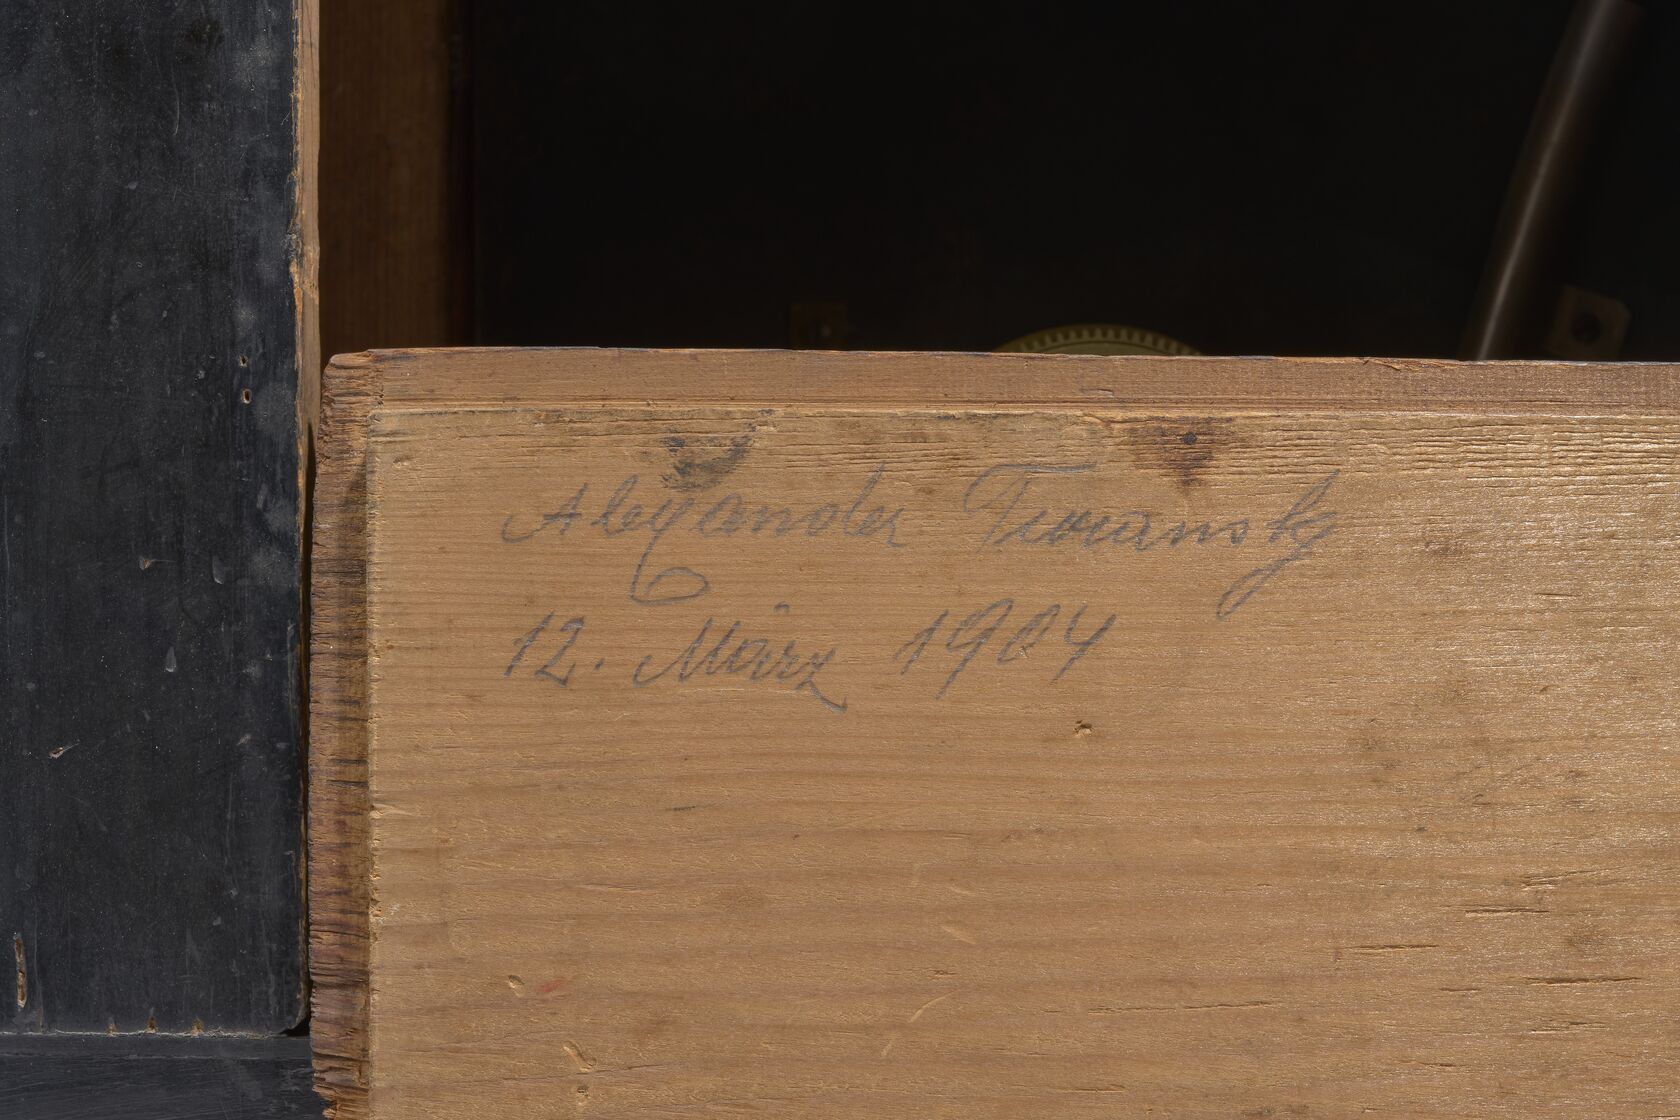 Alexander
12. März 1904